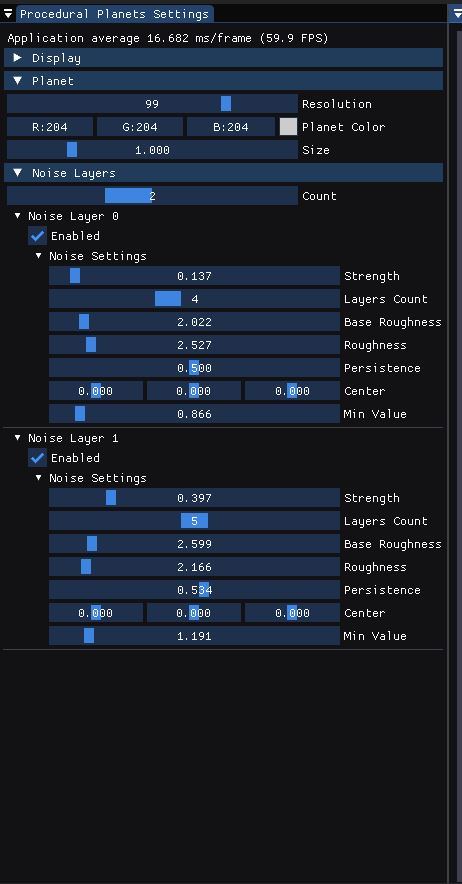 Procedural Planets Settings
Application average 16.682 ms/frame (59.9 FPS)
Display
Planet
99 Resolution
R:204 G:204 B:204 Planet Color
1.000 Size
Noise Layers
2 Count
Noise Layer 0
Enabled
Noise Settings
0.137 Strength
4 Layers Count
2.022 Base Roughness
2.527 Roughness
0.500 Persistence
0.000 0.000 0.000 Center
0.866 Min Value
Noise Layer 1
Enabled
Noise Settings
0.397 Strength
5 Layers Count
2.599 Base Roughness
2.166 Roughness
0.534 Persistence
0.000 0.000 0.000 Center
1.191 Min Value